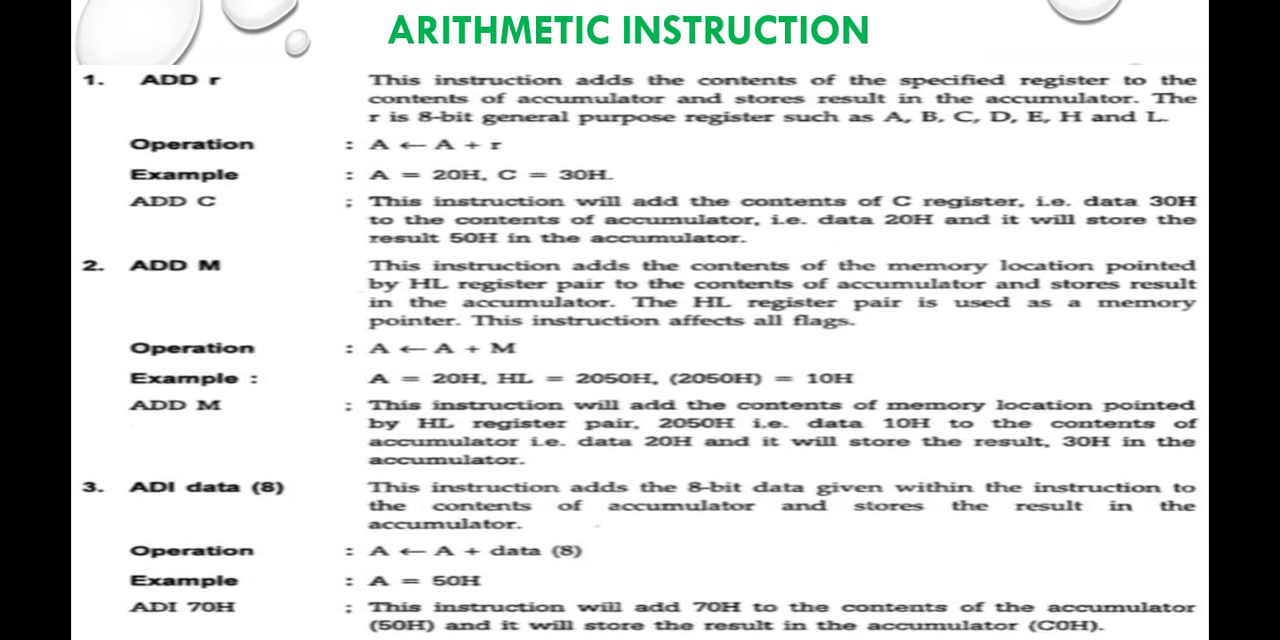 ARITHMETIC INSTRUCTION
1. ADD r This instruction adds the contents of the specified register to the
contents of accumulator and stores result in the accumulator. The
r is 8-bit general purpose register such as A, B, C, D, E, H and L.
Operation : A ← A + r
Example : A = 20H, C = 30H.
ADD C ; This instruction will add the contents of C register, i.e. data 30H
to the contents of accumulator, i.e. data 20H and it will store the
result 50H in the accumulator.
2. ADD M This instruction adds the contents of the memory location pointed
by HL register pair to the contents of accumulator and stores result
in the accumulator. The HL register pair is used as a memory
pointer. This instruction affects all flags.
Operation : A ← A + M
Example : A = 20H, HL = 2050H, (2050H) = 10H
ADD M ; This instruction will add the contents of memory location pointed
by HL register pair, 2050H i.e. data 10H to the contents of
accumulator i.e. data 20H and it will store the result, 30H in the
accumulator.
3. ADI data (8) This instruction adds the 8-bit data given within the instruction to
the contents of accumulator and stores the result in the
accumulator.
Operation : A ← A + data (8)
Example : A = 50H
ADI 70H ; This instruction will add 70H to the contents of the accumulator
(50H) and it will store the result in the accumulator (C0H).